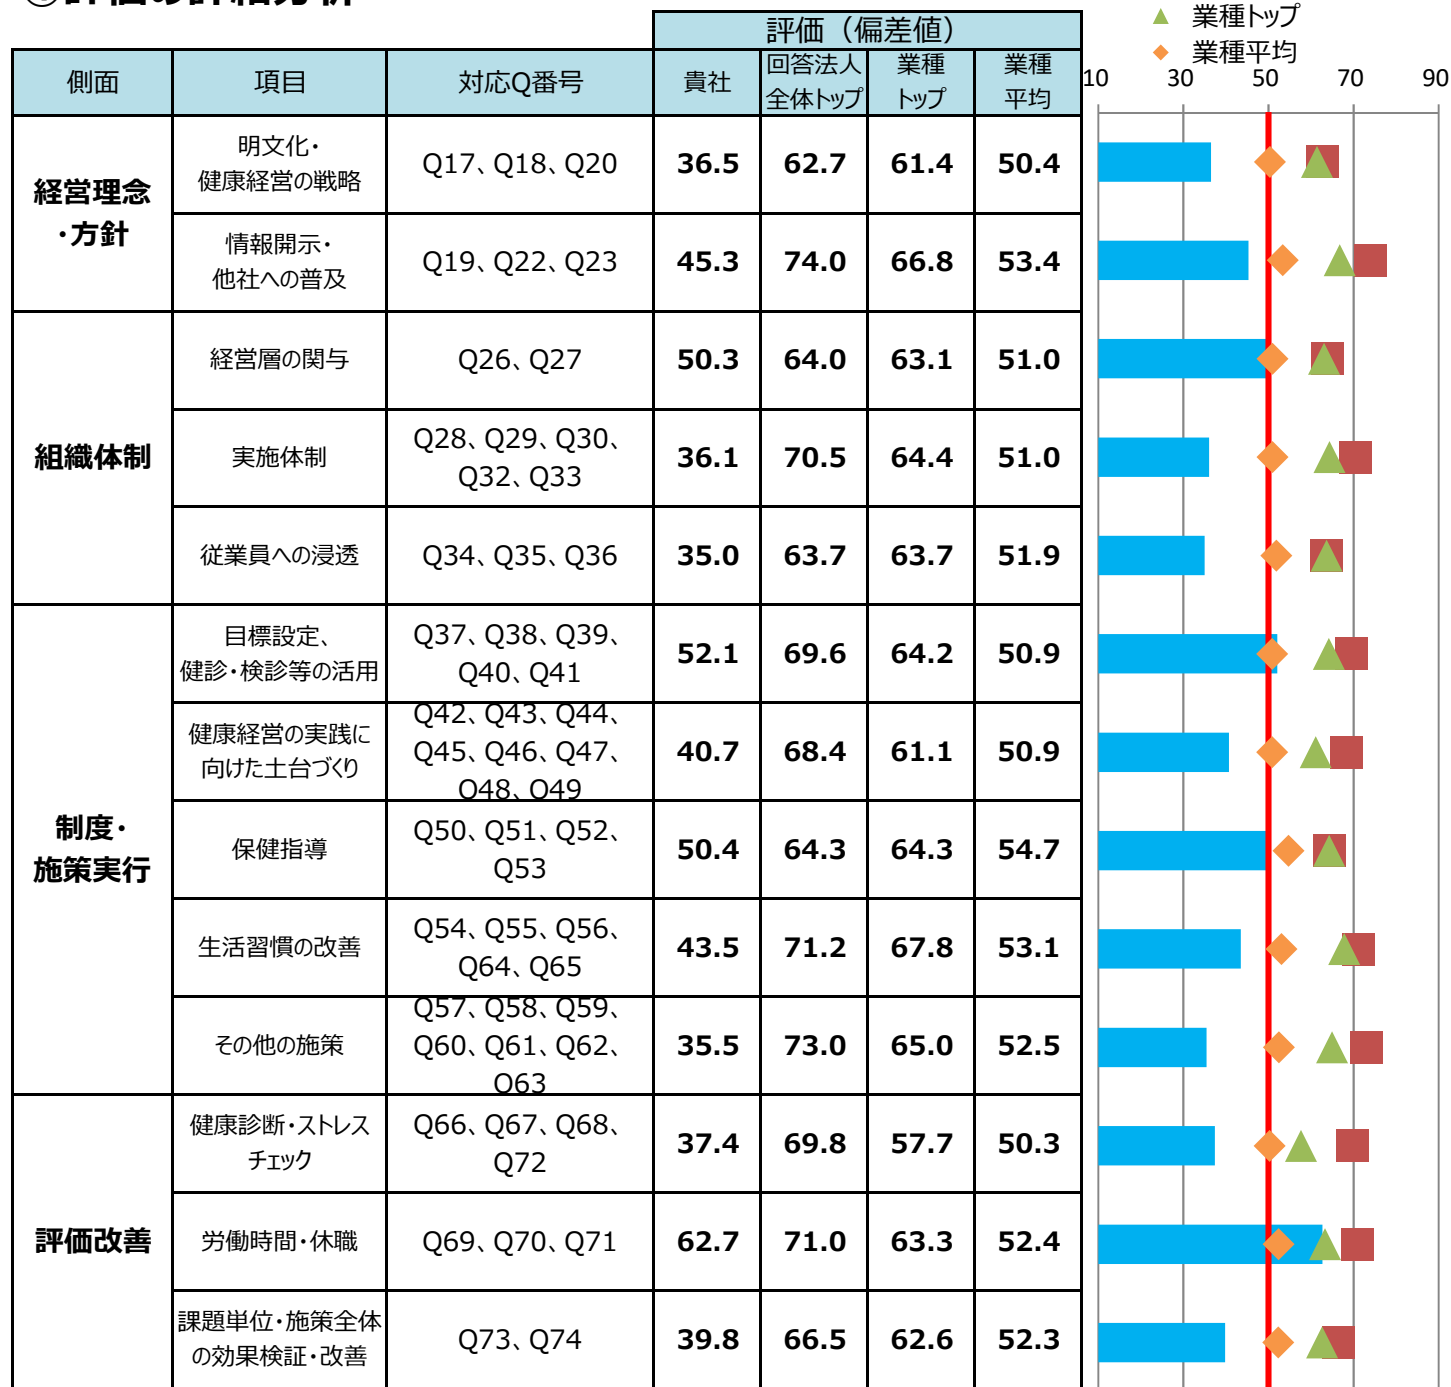 評価の詳細分析
業種トップ
業種平均
評価（偏差値）
側面 項目 対応Q番号 貴社 回答法人 業種 業種
全体トップ トップ 平均
10 30 50 70 90
経営理念
・方針
明文化・
健康経営の戦略
Q17、Q18、Q20 36.5 62.7 61.4 50.4
情報開示・
他社への普及
Q19、Q22、Q23 45.3 74.0 66.8 53.4
組織体制
経営層の関与 Q26、Q27 50.3 64.0 63.1 51.0
実施体制
Q28、Q29、Q30、
Q32、Q33
36.1 70.5 64.4 51.0
従業員への浸透 Q34、Q35、Q36 35.0 63.7 63.7 51.9
制度・
施策実行
目標設定、
健診・検診等の活用
Q37、Q38、Q39、
Q40、Q41
52.1 69.6 64.2 50.9
健康経営の実践に
向けた土台づくり
Q42、Q43、Q44、
Q45、Q46、Q47、
Q48、Q49
40.7 68.4 61.1 50.9
保健指導
Q50、Q51、Q52、
Q53
50.4 64.3 64.3 54.7
生活習慣の改善
Q54、Q55、Q56、
Q64、Q65
43.5 71.2 67.8 53.1
その他の施策
Q57、Q58、Q59、
Q60、Q61、Q62、
Q63
35.5 73.0 65.0 52.5
評価改善
健康診断・ストレス
チェック
Q66、Q67、Q68、
Q72
37.4 69.8 57.7 50.3
労働時間・休職 Q69、Q70、Q71 62.7 71.0 63.3 52.4
課題単位・施策全体
の効果検証・改善
Q73、Q74 39.8 66.5 62.6 52.3